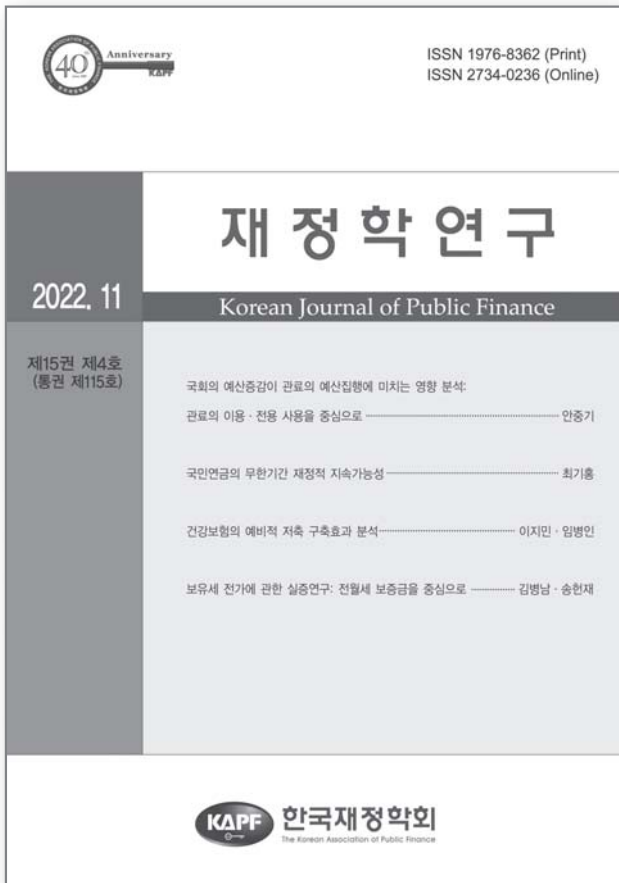 40
Anniversary
KAPF
ISSN 1976-8362 (Print)
ISSN 2734-0236 (Online)
재정학연구
2022. 11
Korean Journal of Public Finance
제15권 제4호
(통권 제115호)
국회의 예산증감이 관료의 예산집행에 미치는 영향 분석:
관료의 이용 · 전용 사용을 중심으로 안중기
국민연금의 무한기간 재정적 지속가능성 최기홍
건강보험의 예비적 저축 구축효과 분석 이지민 · 임병인
보유세 전가에 관한 실증연구: 전월세 보증금을 중심으로 김병남 · 송헌재
KAPF 한국재정학회
The Korean Association of Public Finance